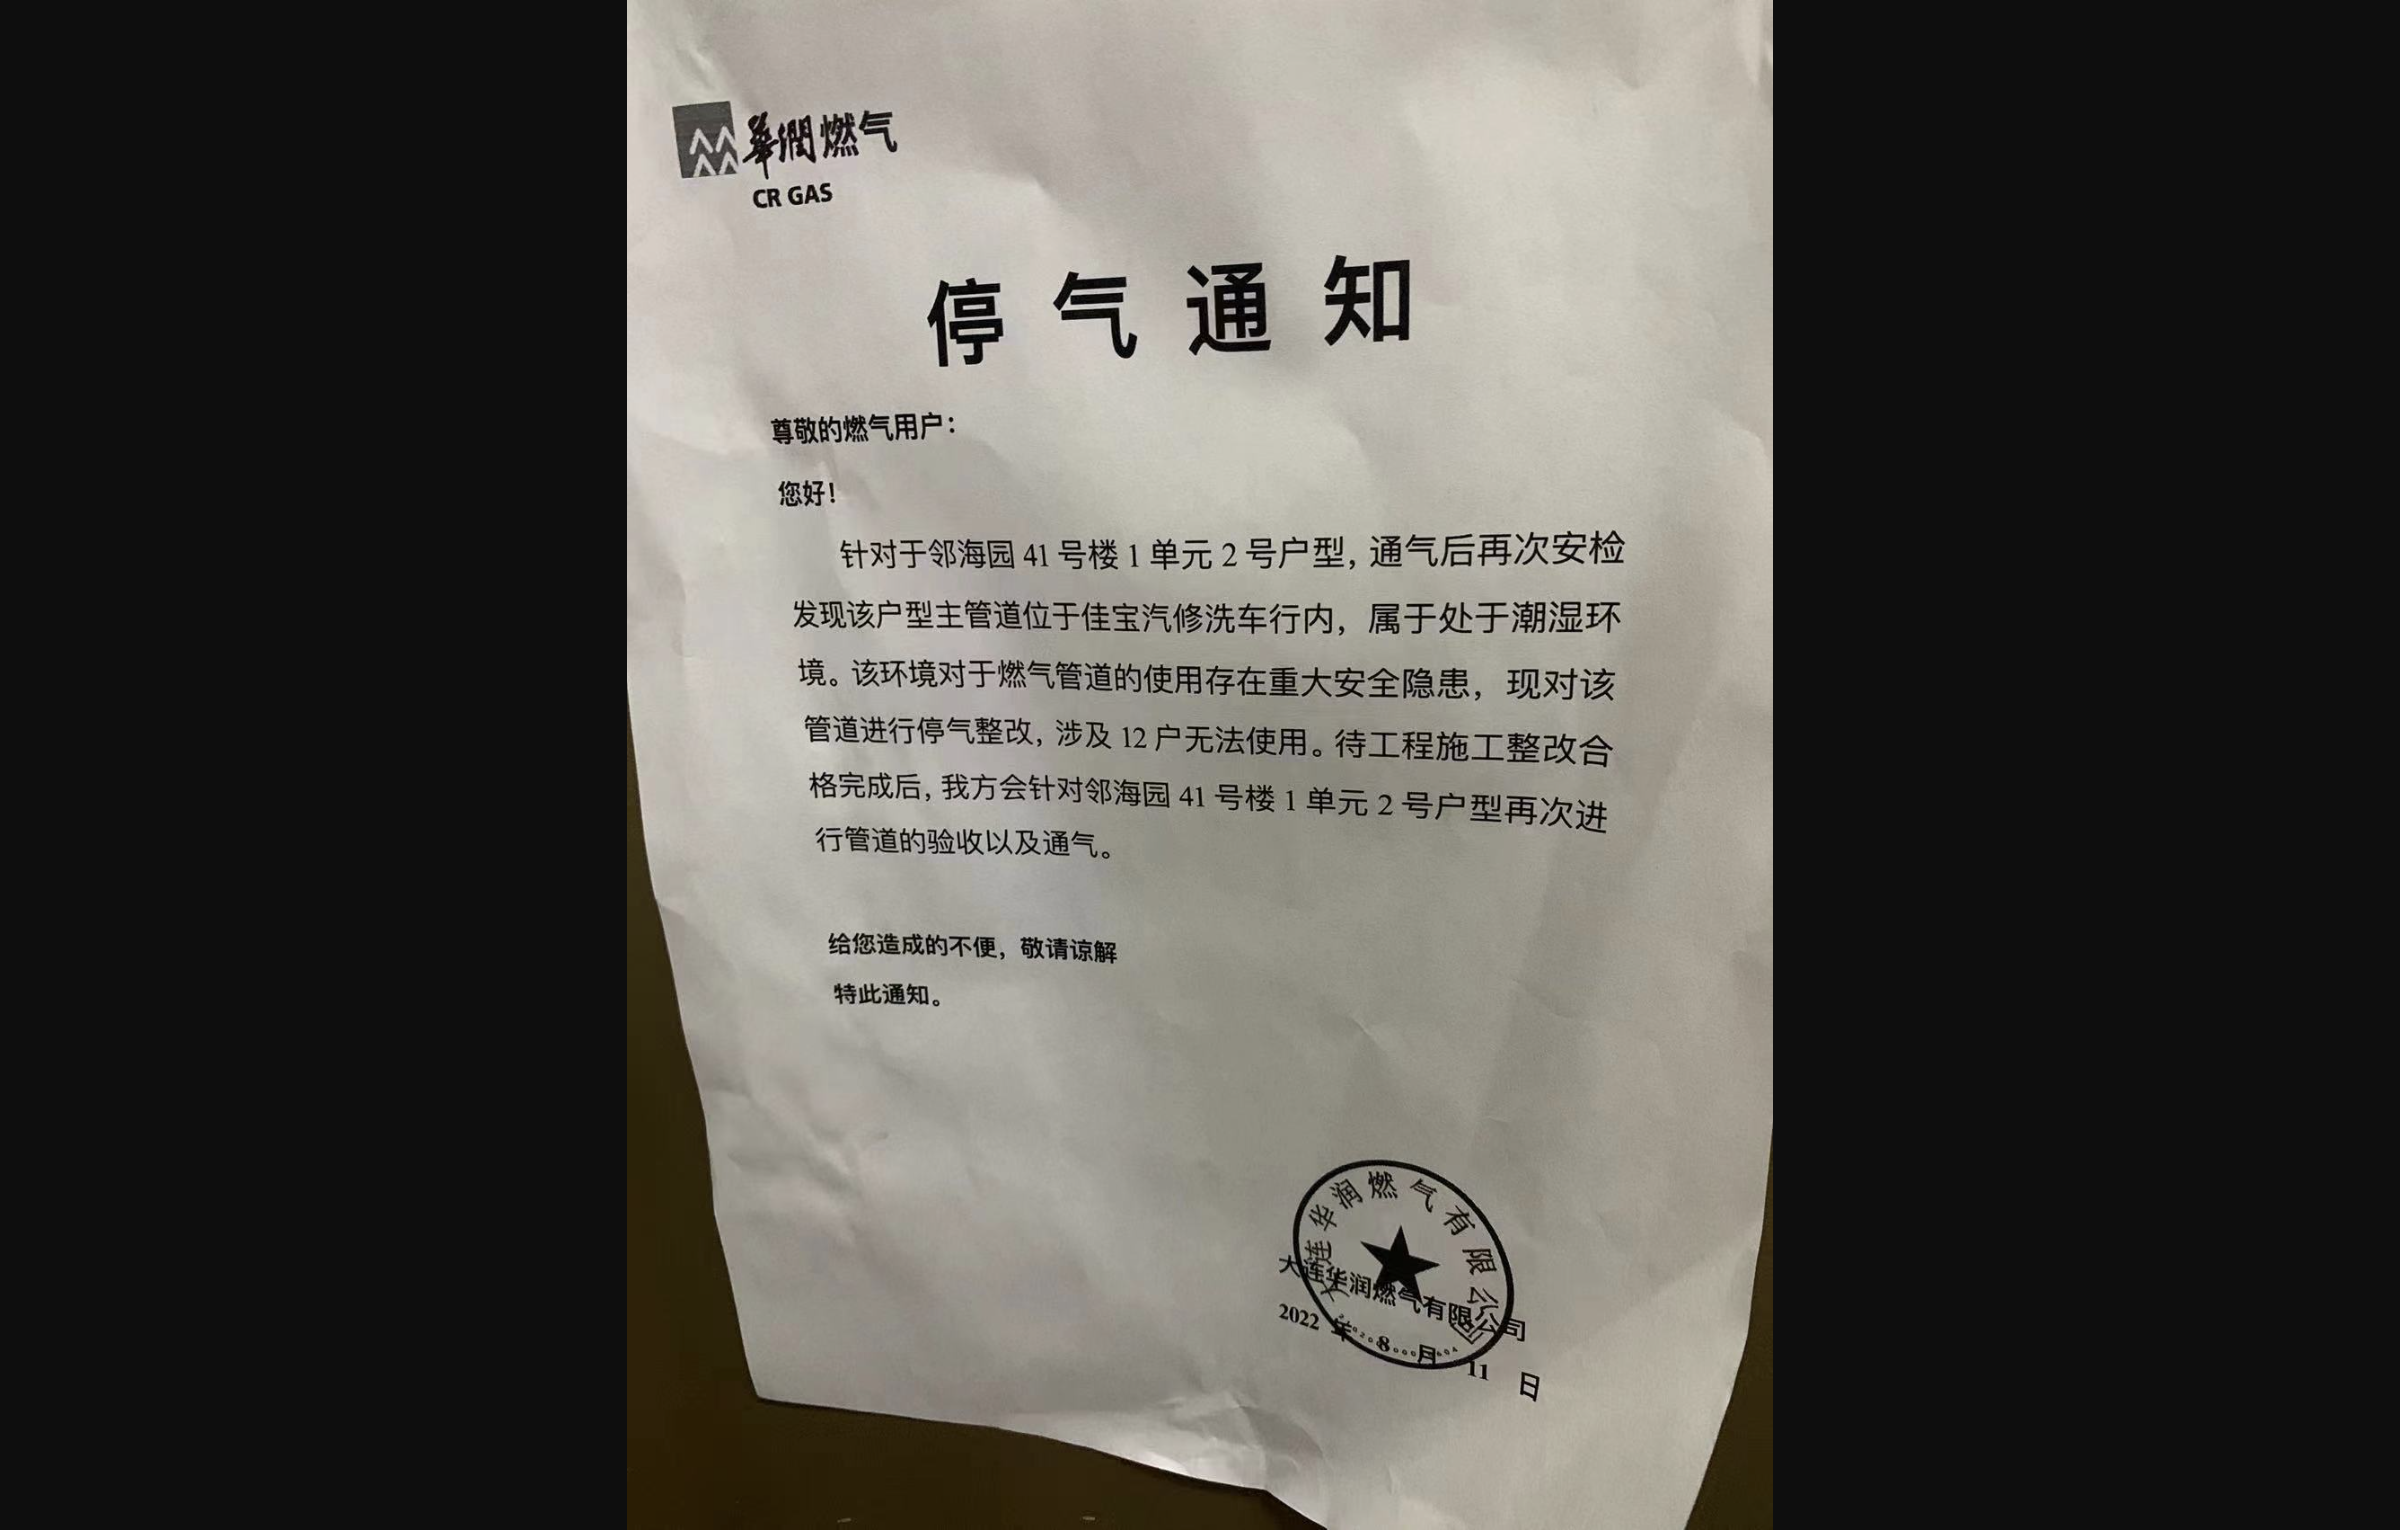 華潤燃气
CR GAS
停气通知
尊敬的燃气用户：
您好！
针对于邻海园 41 号楼 1 单元 2 号户型，通气后再次安检
发现该户型主管道位于佳宝汽修洗车行内，属于处于潮湿环
境。该环境对于燃气管道的使用存在重大安全隐患，现对该
管道进行停气整改，涉及 12 户无法使用。待工程施工整改合
格完成后，我方会针对邻海园 41 号楼 1 单元 2 号户型再次进
行管道的验收以及通气。
给您造成的不便，敬请谅解
特此通知。
大连华润燃气有限公司
大连华润燃气有限公司
2022 年 8 月 11 日